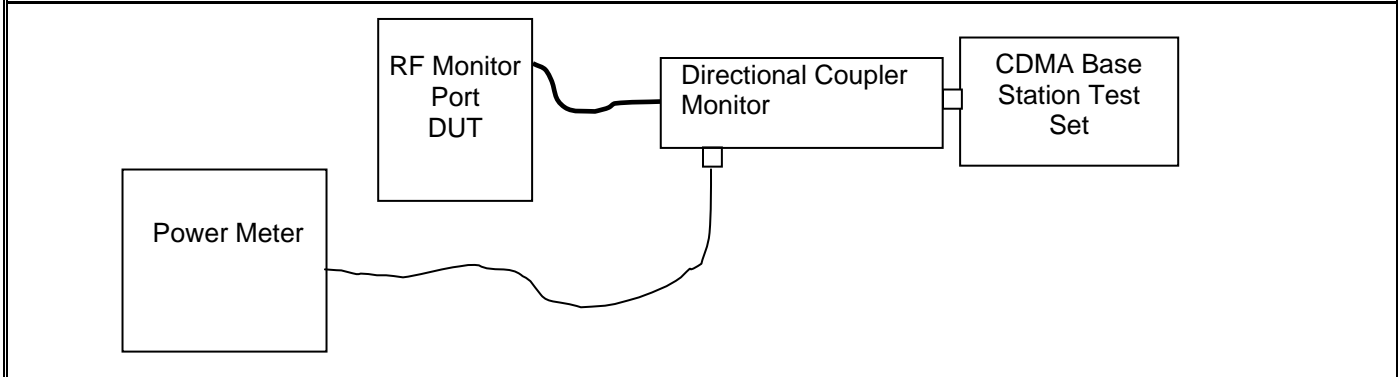 RF Monitor
Port
DUT
Directional Coupler
Monitor
CDMA Base
Station Test
Set
Power Meter